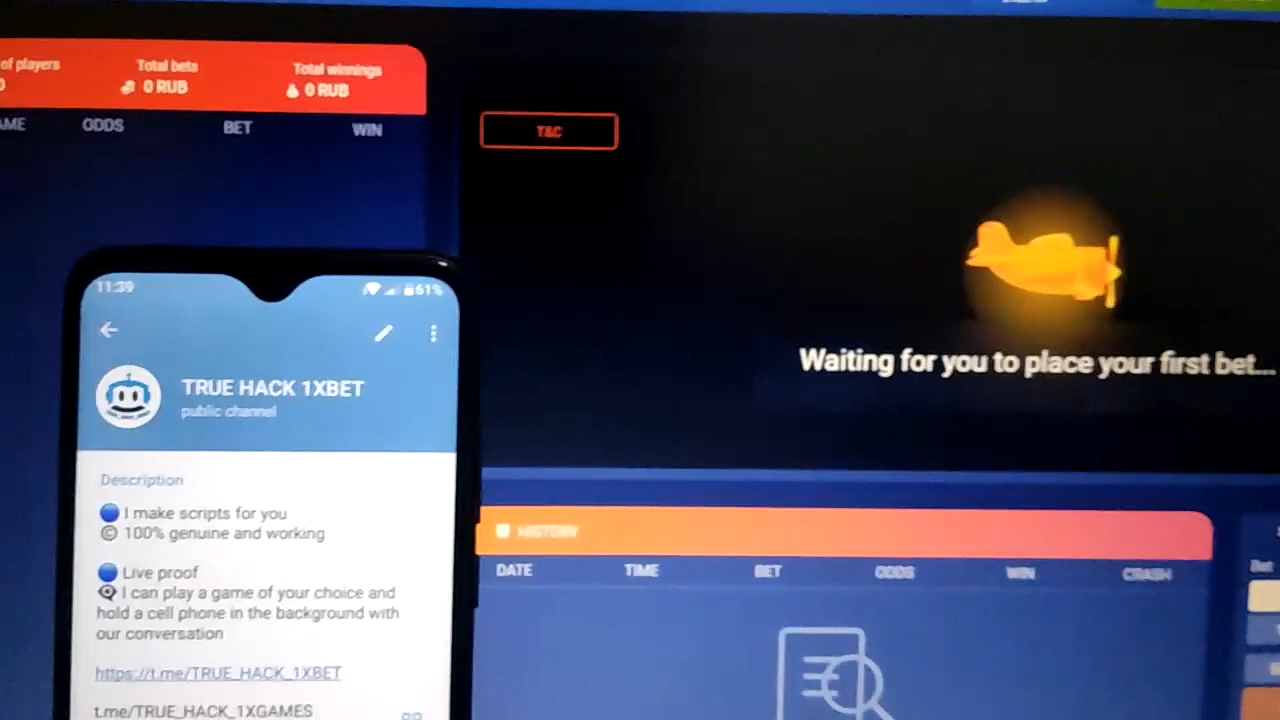 of players Total bets Total winnings
0 RUB 0 RUB
ODDS BET WIN
T&C
Waiting for you to place your first bet...
11:39 61%
TRUE HACK 1XBET
public channel
Description
I make scripts for you
© 100% genuine and working
Live proof
I can play a game of your choice and
hold a cell phone in the background with
our conversation
https://t.me/TRUE_HACK_1XBET
t.me/TRUE_HACK_1XGAMES
HISTORY
DATE TIME BET ODDS WIN CRASH
Bet